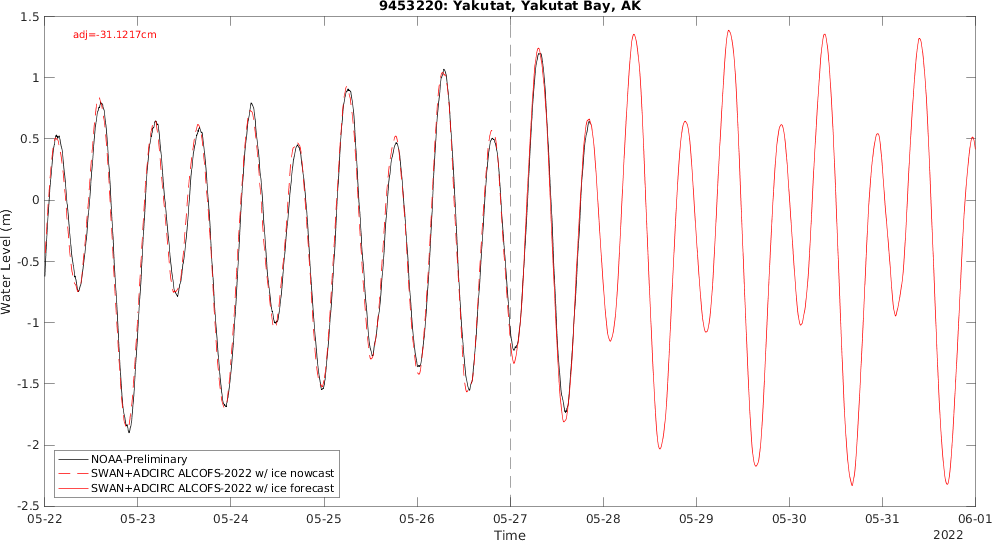 9453220: Yakutat, Yakutat Bay, AK
adj=-31.1217cm
1.5
1
0.5
0
-0.5
-1
-1.5
-2
-2.5
Water Level (m)
NOAA-Preliminary
SWAN+ADCIRC ALCOFS-2022 w/ ice nowcast
SWAN+ADCIRC ALCOFS-2022 w/ ice forecast
05-22 05-23 05-24 05-25 05-26 05-27 05-28 05-29 05-30 05-31 06-01
Time
2022